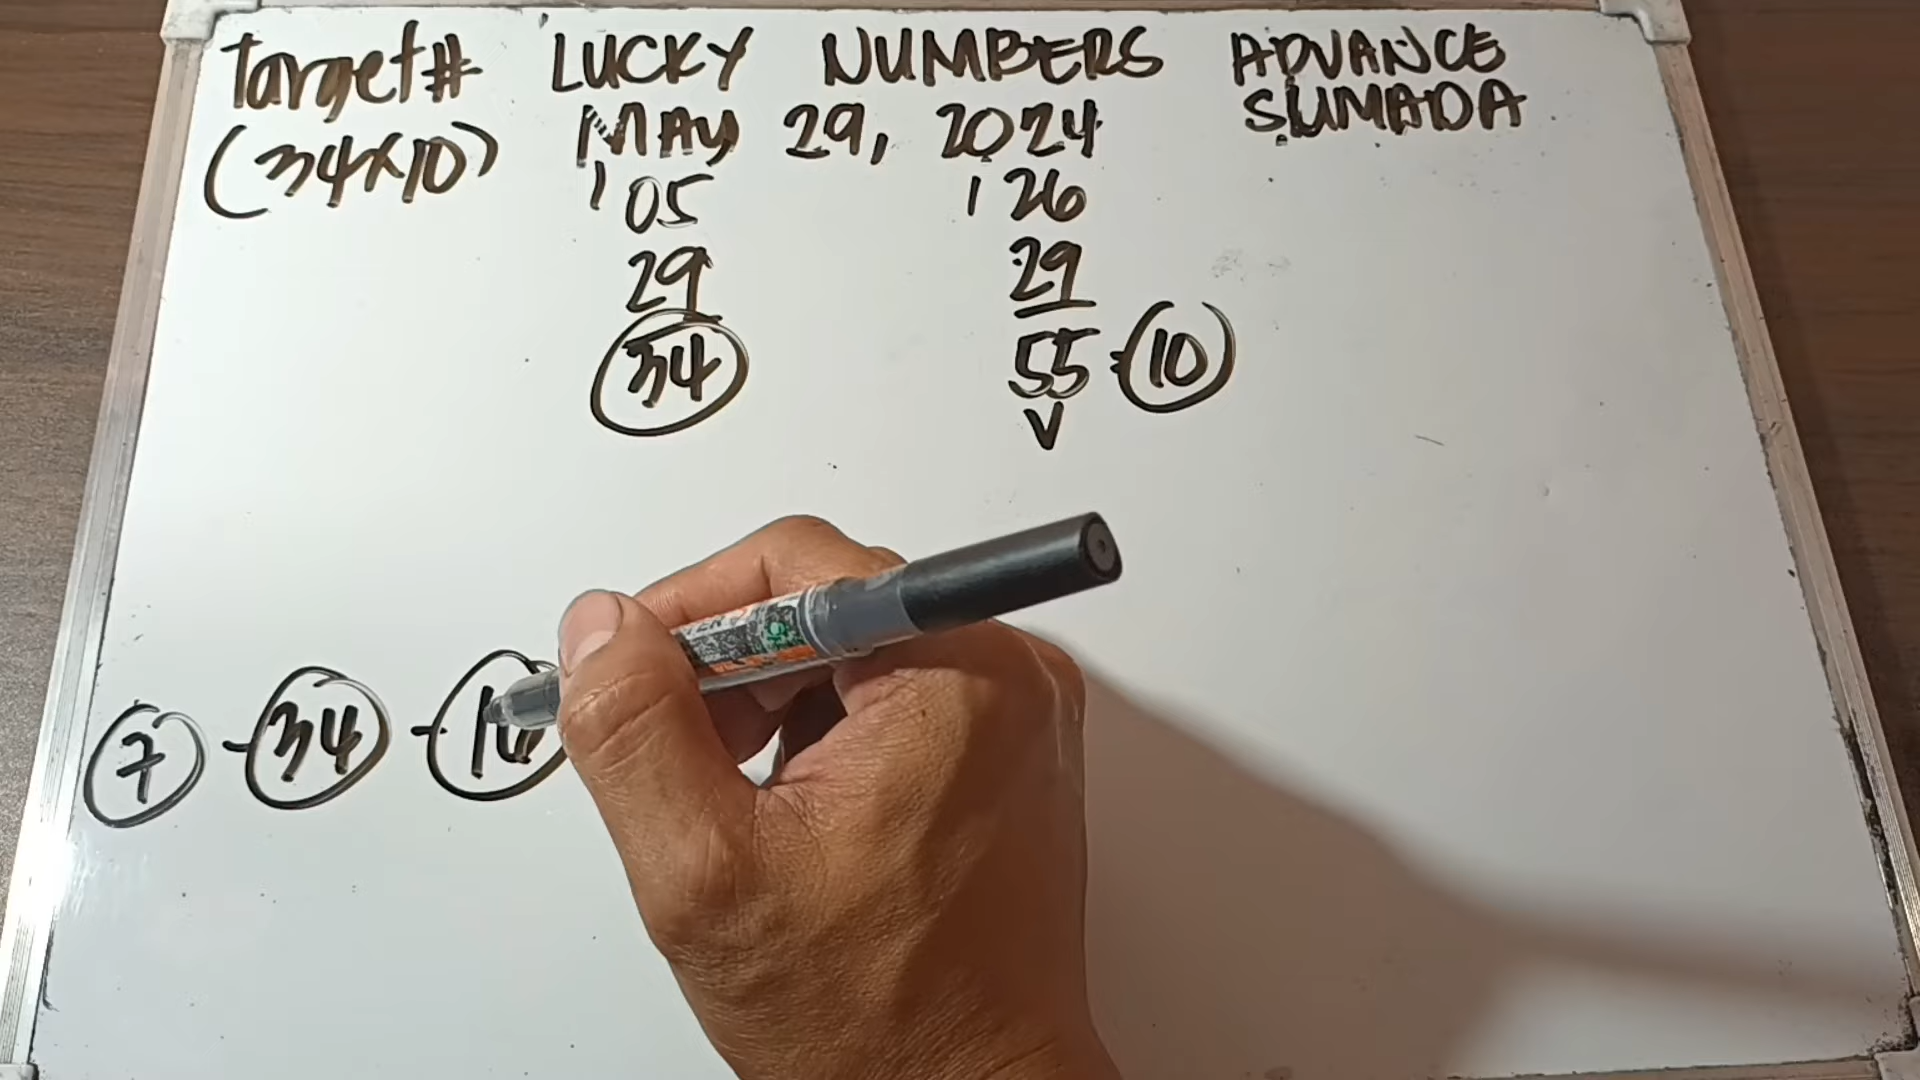 Target# LUCKY NUMBERS ADVANCE
(34x10) MAY 29, 2024 SUMADA
05 26
29 29
34 55 = 10
V
7 - 34 - 10